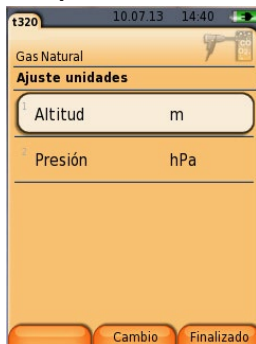 t320 10.07.13 14:40
Gas Natural
Ajuste unidades
1 Altitud m
2 Presión hPa
Cambio Finalizado